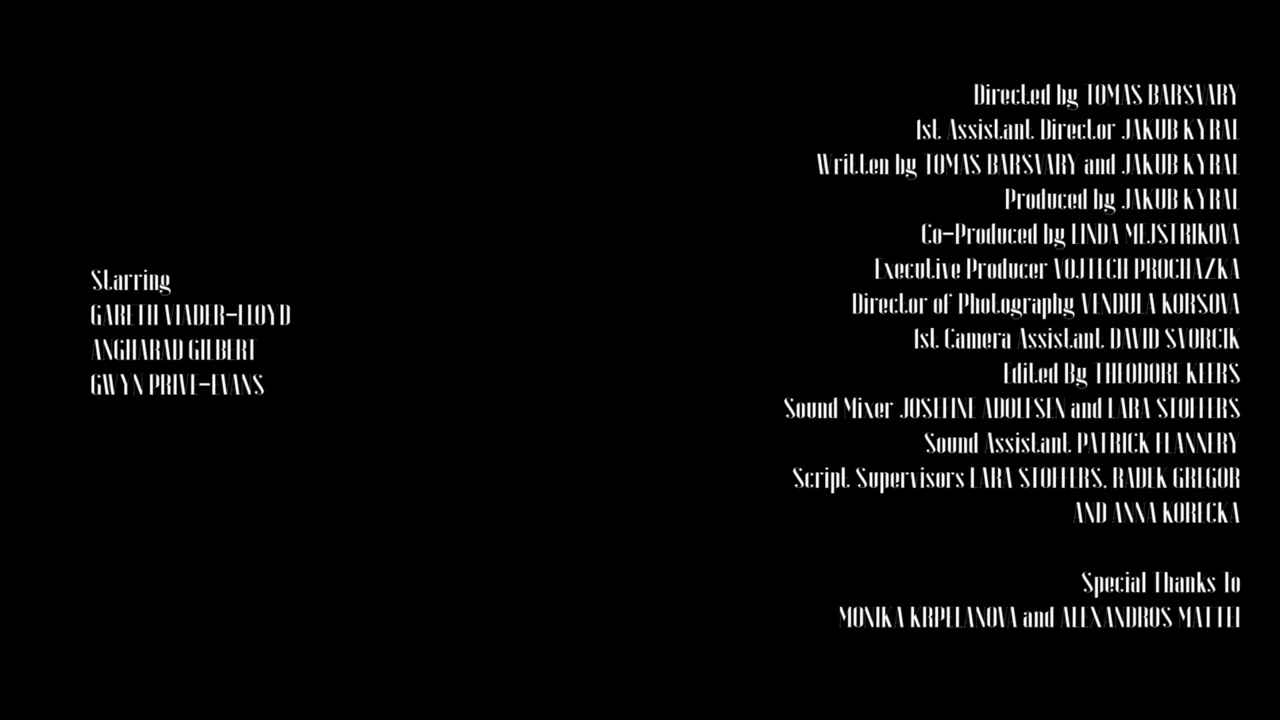 Starring
GARETH VIADER-LLOYD
ANGHARAD GILBERT
GWYN PRIVE-EVANS
Directed by TOMAS BARSVARY
1st Assistant Director JAKUB KYRAL
Written by TOMAS BARSVARY and JAKUB KYRAL
Produced by JAKUB KYRAL
Co-Produced by LINDA MEJSTRIKOVA
Executive Producer VOJTECH PROCHAZKA
Director of Photography VENDULA KORSOVA
1st Camera Assistant DAVID SVORCIK
Edited By THEODORE KEERS
Sound Mixer JOSEFINE ADOLFSEN and LARA STOFFERS
Sound Assistant PATRICK FLANNERY
Script Supervisors LARA STOFFERS, RADEK GREGOR
AND ANNA KORECKA
Special Thanks To
MONIKA KRPELANOVA and ALEXANDROS MATTEI